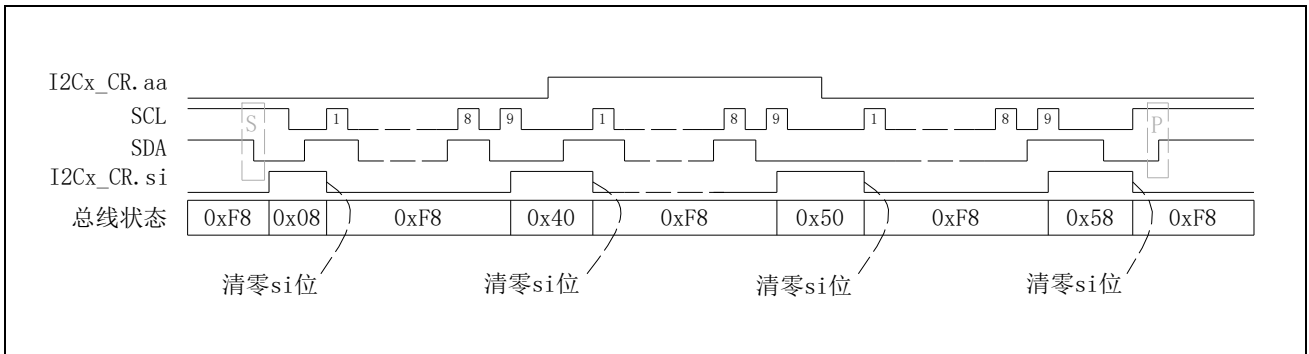 I2Cx_CR.aa
SCL 1 8 9 1 8 9 1 8 9
S P
SDA
I2Cx_CR.si
总线状态 0xF8 0x08 0xF8 0x40 0xF8 0x50 0xF8 0x58 0xF8
清零si位 清零si位 清零si位 清零si位